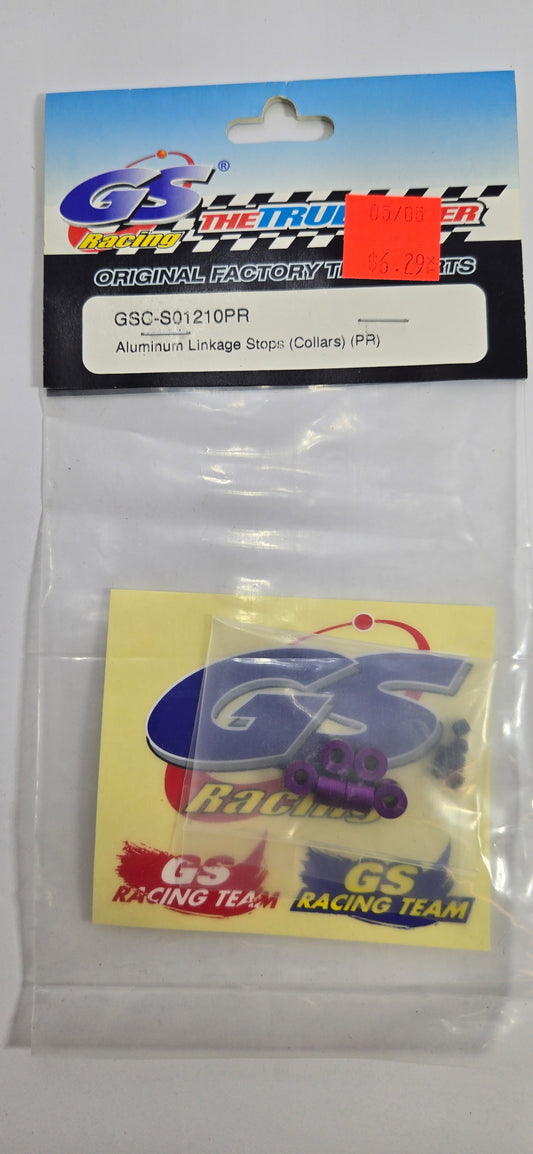 GS®
Racing
THE TRU
ER
05/05
$6.29
ORIGINAL FACTORY T
RTS
GSC-S01210PR
Aluminum Linkage Stops (Collars) (PR)
GS
Racing
GS
RACING TEAM
GS
RACING TEAM